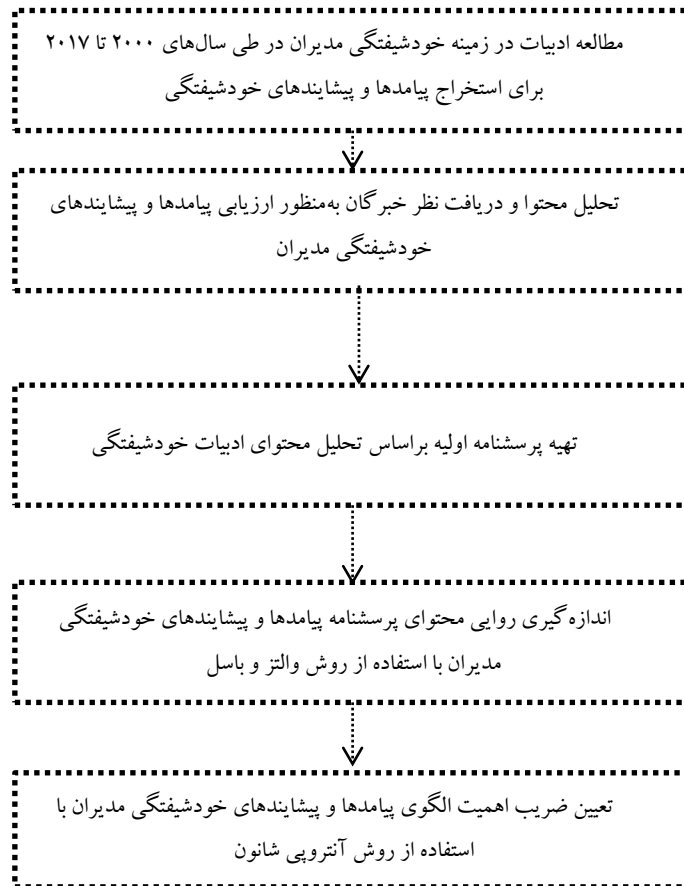 مطالعه ادبیات در زمینه خودشیفتگی مدیران در طی سال‌های ۲۰۰۰ تا ۲۰۱۷
برای استخراج پیامدها و پیشایندهای خودشیفتگی
تحلیل محتوا و دریافت نظر خبرگان به‌منظور ارزیابی پیامدها و پیشایندهای
خودشیفتگی مدیران
تهیه پرسشنامه اولیه براساس تحلیل محتوای ادبیات خودشیفتگی
اندازه‌گیری روایی محتوای پرسشنامه پیامدها و پیشایندهای خودشیفتگی
مدیران با استفاده از روش والتز و باسل
تعیین ضریب اهمیت الگوی پیامدها و پیشایندهای خودشیفتگی مدیران با
استفاده از روش آنتروپی شانون